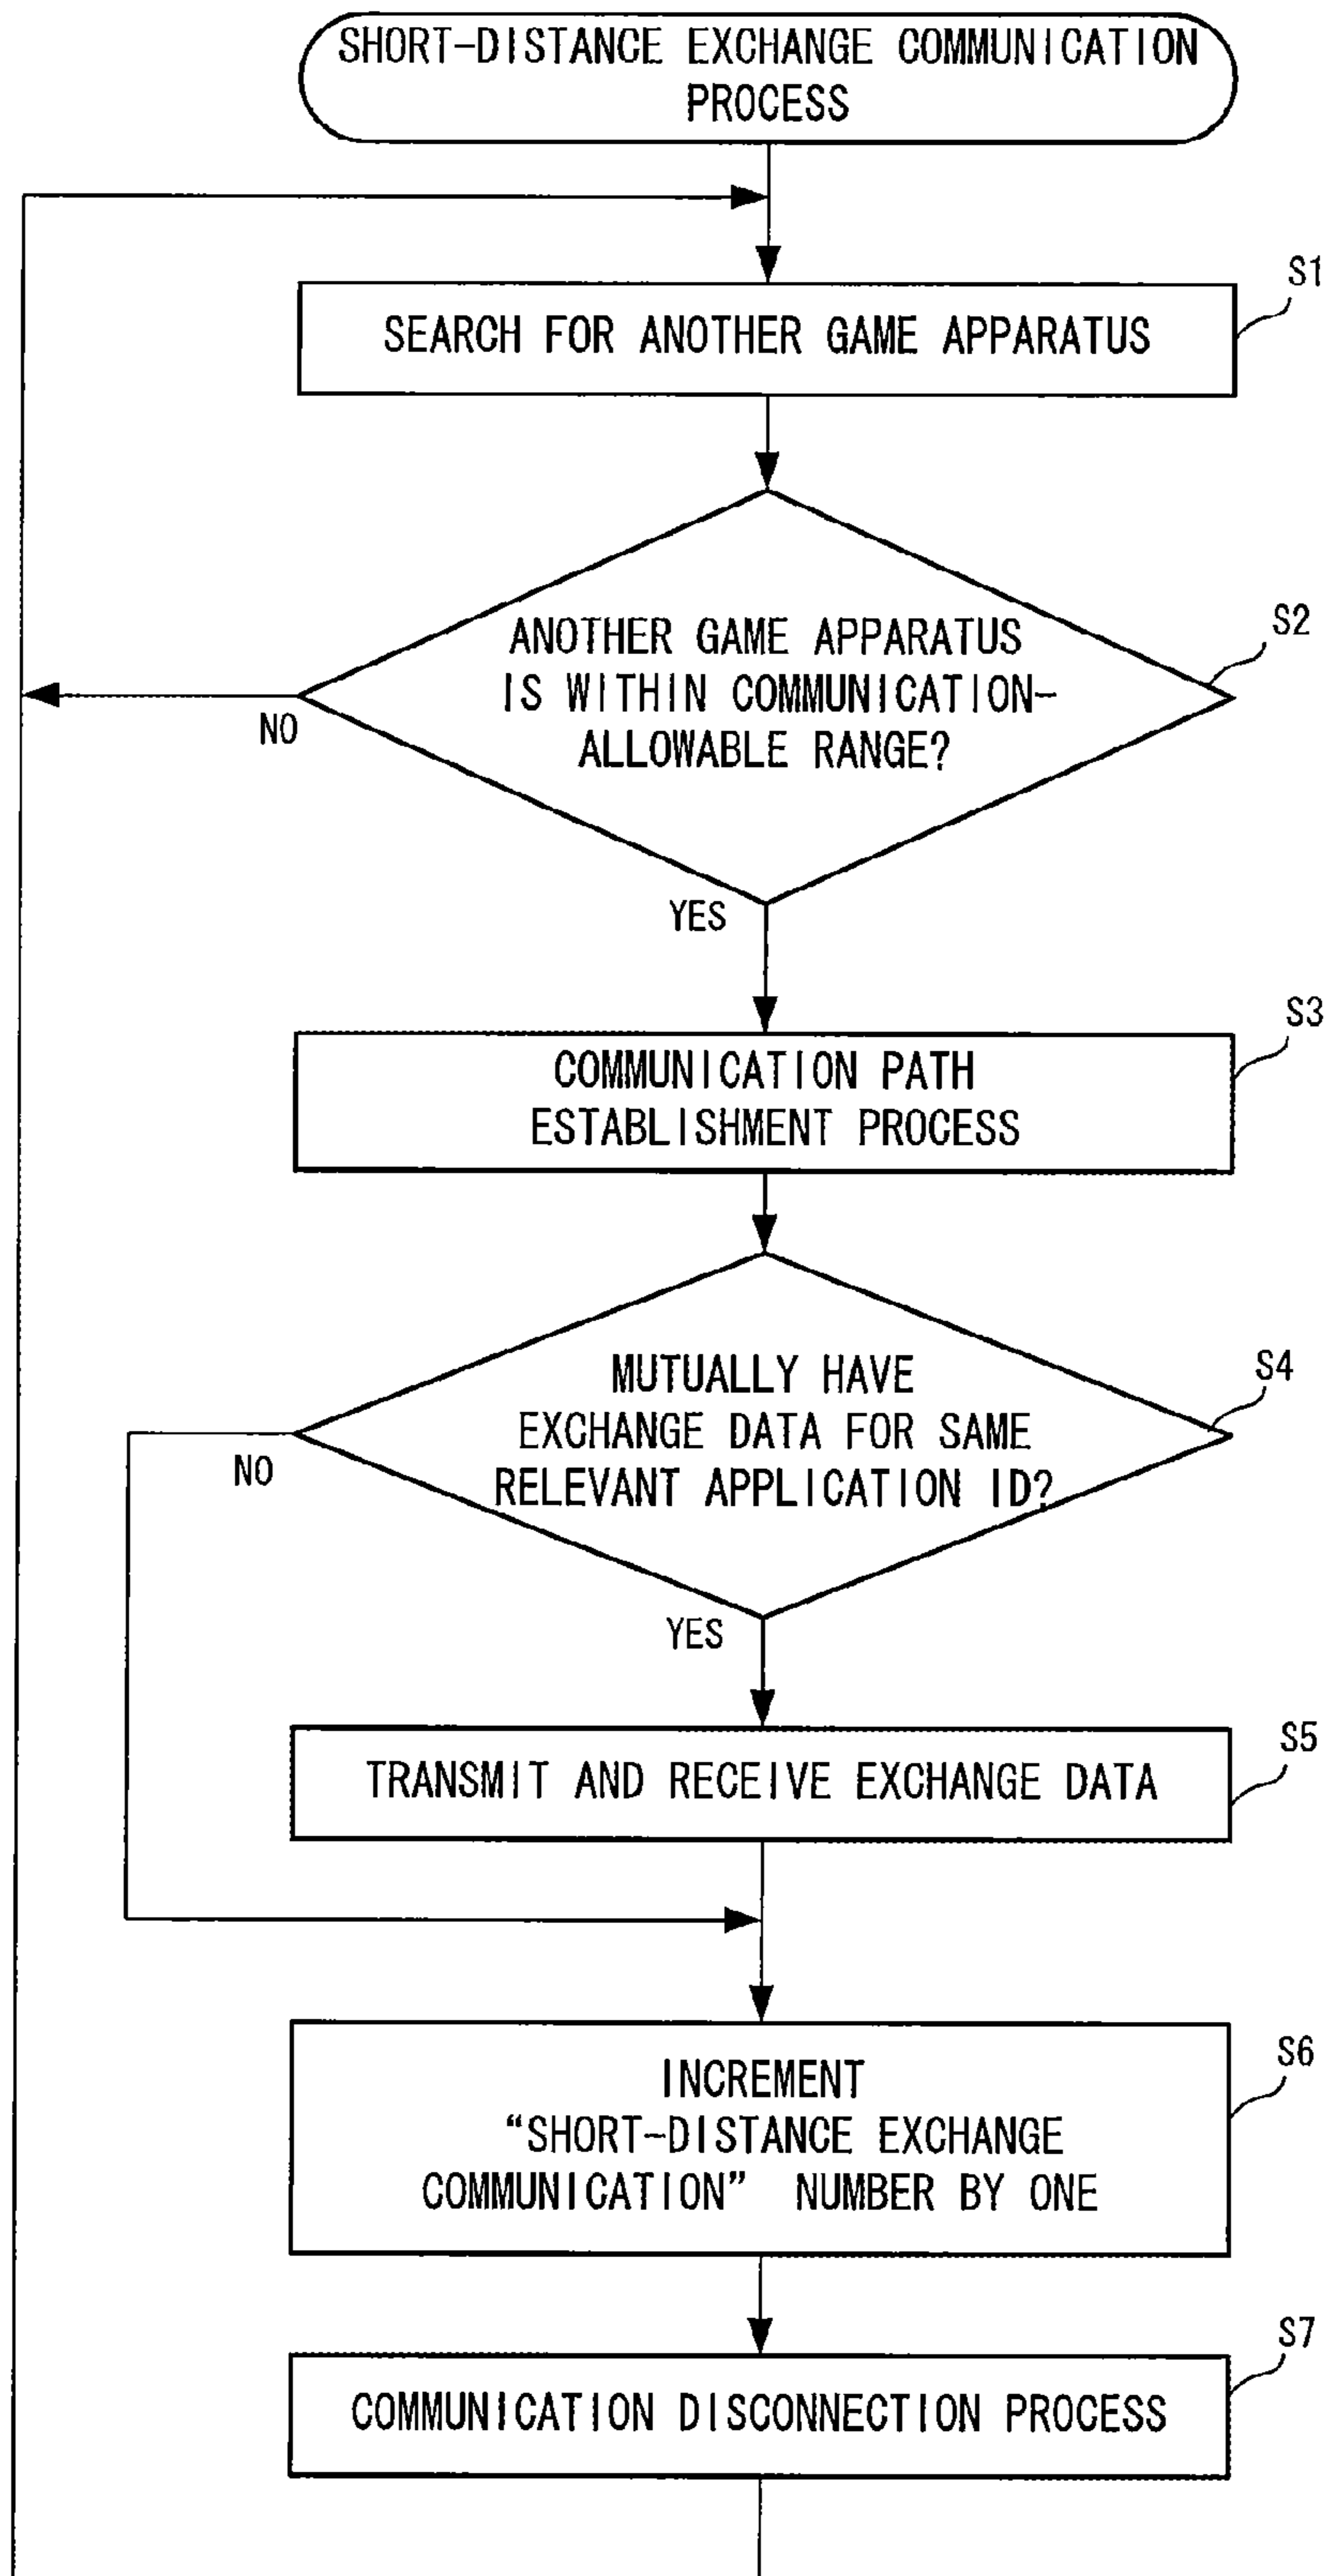 SHORT-DISTANCE EXCHANGE COMMUNICATION
PROCESS
S1
SEARCH FOR ANOTHER GAME APPARATUS
S2
ANOTHER GAME APPARATUS
IS WITHIN COMMUNICATION-
ALLOWABLE RANGE?
NO
YES
S3
COMMUNICATION PATH
ESTABLISHMENT PROCESS
S4
MUTUALLY HAVE
EXCHANGE DATA FOR SAME
RELEVANT APPLICATION ID?
NO
YES
S5
TRANSMIT AND RECEIVE EXCHANGE DATA
S6
INCREMENT
“SHORT-DISTANCE EXCHANGE
COMMUNICATION” NUMBER BY ONE
S7
COMMUNICATION DISCONNECTION PROCESS